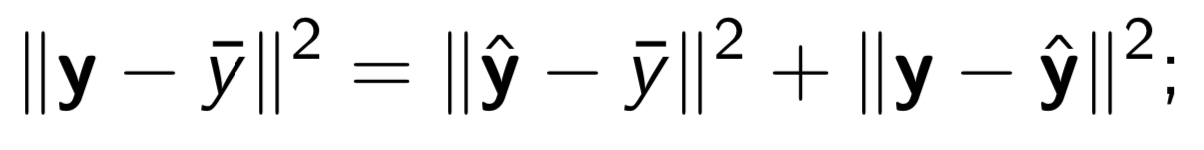 ‖𝐲 − ȳ‖² = ‖𝐲̂ − ȳ‖² + ‖𝐲 − 𝐲̂‖²;